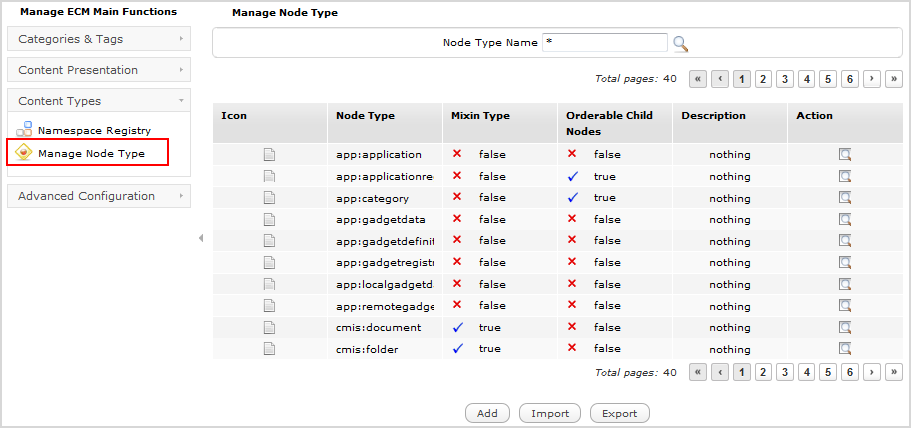 Manage ECM Main Functions
Categories & Tags
Content Presentation
Content Types
Namespace Registry
Manage Node Type
Advanced Configuration
Manage Node Type
Node Type Name *
Total pages: 40 « ‹ 1 2 3 4 5 6 › »
Icon Node Type Mixin Type Orderable Child Nodes Description Action
app:application false false nothing
app:applicationre false true nothing
app:category false true nothing
app:gadgetdata false false nothing
app:gadgetdefinit false false nothing
app:gadgetregistr false false nothing
app:localgadgetda false false nothing
app:remotegadge false false nothing
cmis:document true false nothing
cmis:folder true false nothing
Total pages: 40 « ‹ 1 2 3 4 5 6 › »
Add Import Export